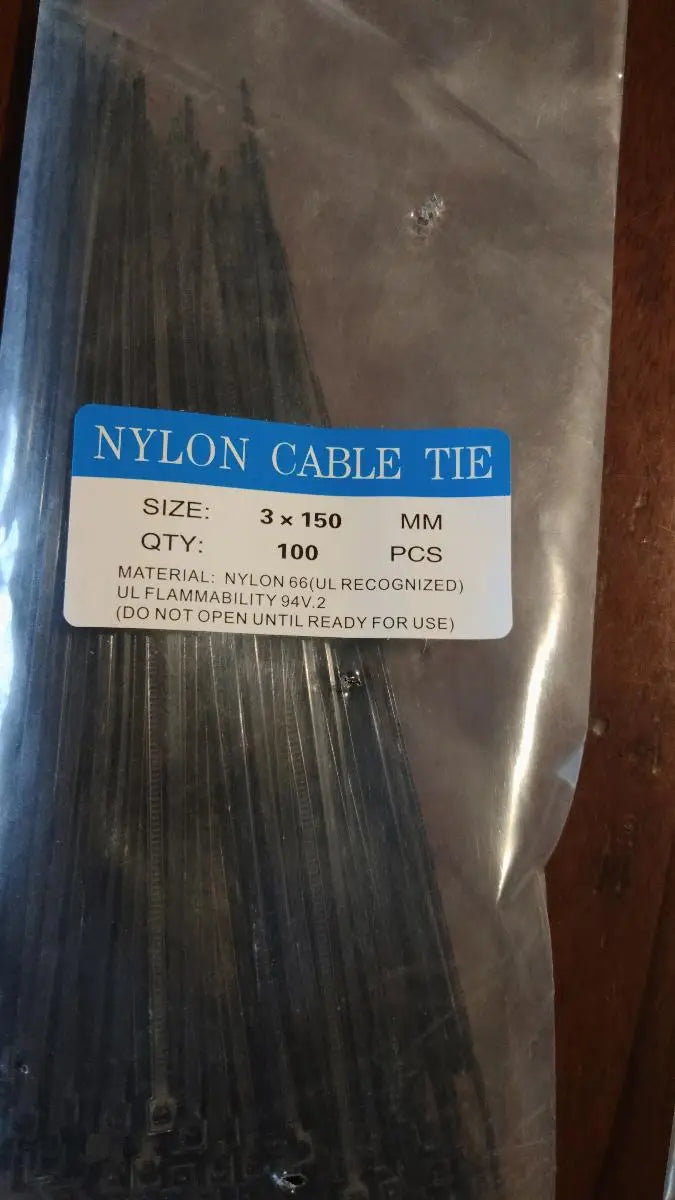 NYLON CABLE TIE
SIZE: 3 × 150 MM
QTY: 100 PCS
MATERIAL: NYLON 66(UL RECOGNIZED)
UL FLAMMABILITY 94V.2
(DO NOT OPEN UNTIL READY FOR USE)